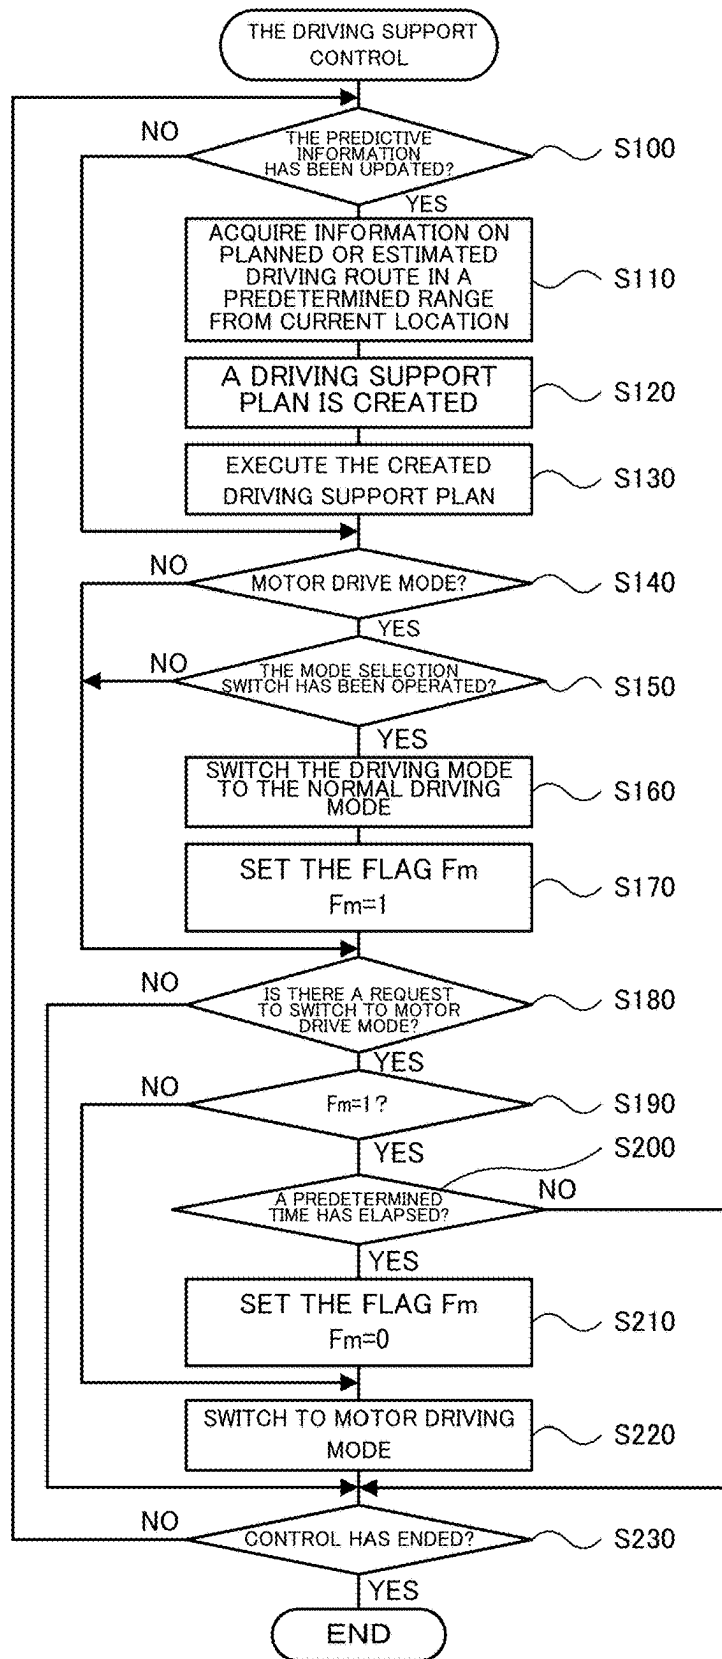 THE DRIVING SUPPORT
CONTROL
NO
THE PREDICTIVE
INFORMATION
HAS BEEN UPDATED?
S100
YES
ACQUIRE INFORMATION ON
PLANNED OR ESTIMATED
DRIVING ROUTE IN A
PREDETERMINED RANGE
FROM CURRENT LOCATION
S110
A DRIVING SUPPORT
PLAN IS CREATED
S120
EXECUTE THE CREATED
DRIVING SUPPORT PLAN
S130
NO
MOTOR DRIVE MODE?
S140
YES
NO
THE MODE SELECTION
SWITCH HAS BEEN OPERATED?
S150
YES
SWITCH THE DRIVING MODE
TO THE NORMAL DRIVING
MODE
S160
SET THE FLAG Fm
Fm=1
S170
NO
IS THERE A REQUEST
TO SWITCH TO MOTOR
DRIVE MODE?
S180
YES
NO
Fm=1?
S190
YES
S200
A PREDETERMINED
TIME HAS ELAPSED?
NO
YES
SET THE FLAG Fm
Fm=0
S210
SWITCH TO MOTOR DRIVING
MODE
S220
NO
CONTROL HAS ENDED?
S230
YES
END